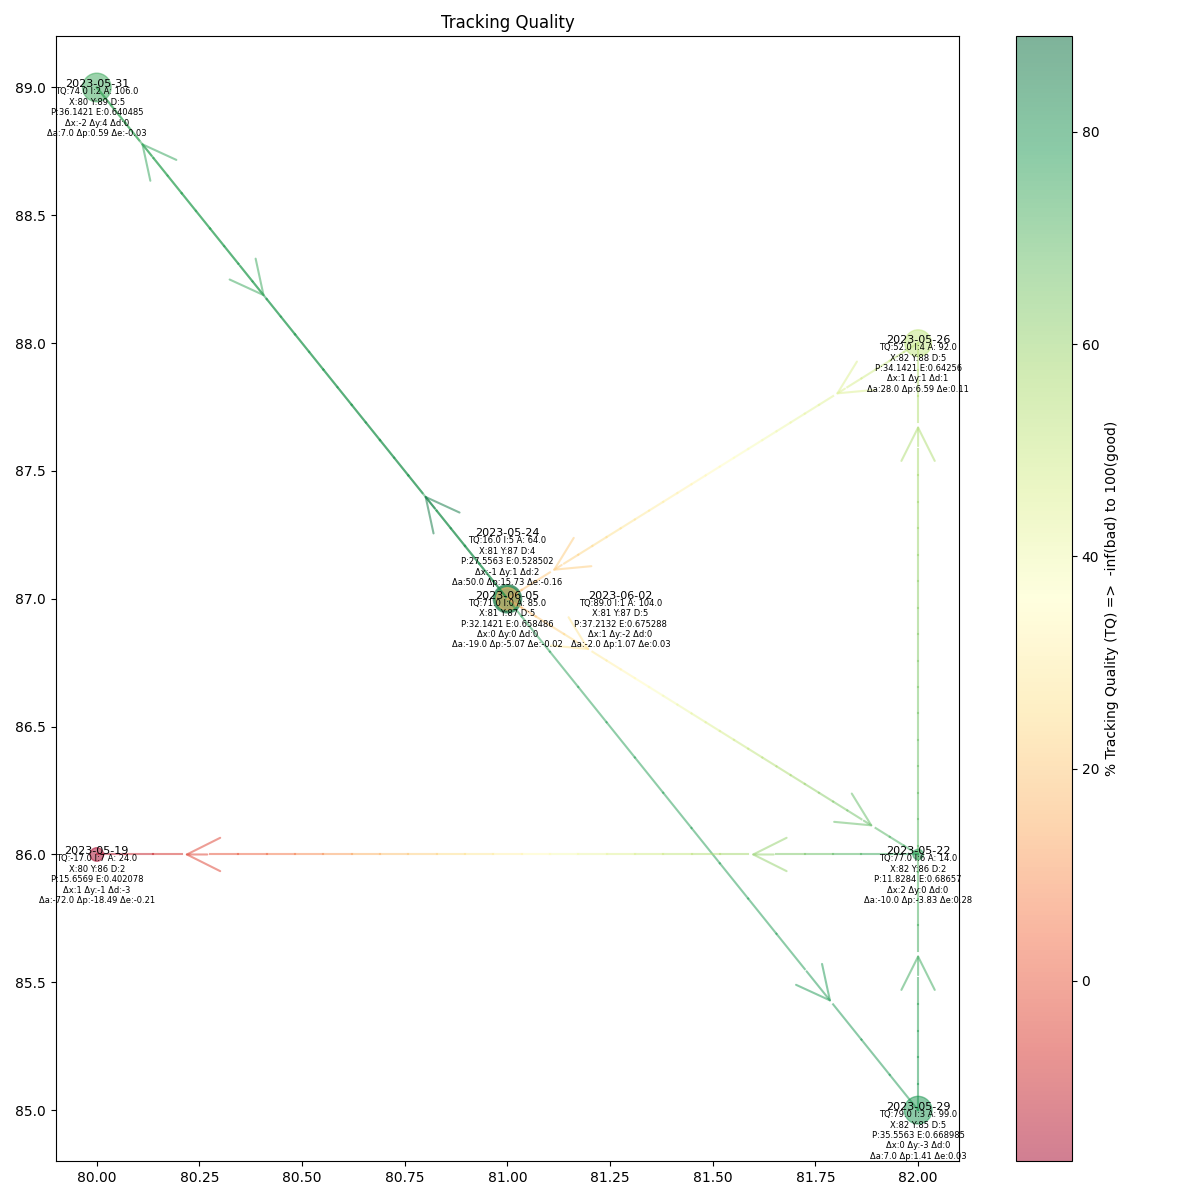 Tracking Quality
89.0
88.5
88.0
87.5
87.0
86.5
86.0
85.5
85.0
2023-05-31
TQ:74.0 I:2 A: 106.0
X:80 Y:89 D:5
P:36.1421 E:0.640485
Δx:-2 Δy:4 Δd:0
Δa:7.0 Δp:0.59 Δe:-0.03
2023-05-26
TQ:52.0 I:4 A: 92.0
X:82 Y:88 D:5
P:34.1421 E:0.64256
Δx:1 Δy:1 Δd:1
Δa:28.0 Δp:6.59 Δe:0.11
2023-05-24
TQ:16.0 I:5 A: 64.0
X:81 Y:87 D:4
P:27.5563 E:0.528502
Δx:-1 Δy:1 Δd:2
Δa:50.0 Δp:15.73 Δe:-0.16
2023-06-05
TQ:71.0 I:0 A: 85.0
X:81 Y:87 D:5
P:32.1421 E:0.658486
Δx:0 Δy:0 Δd:0
Δa:-19.0 Δp:-5.07 Δe:-0.02
2023-06-02
TQ:89.0 I:1 A: 104.0
X:81 Y:87 D:5
P:37.2132 E:0.675288
Δx:1 Δy:-2 Δd:0
Δa:-2.0 Δp:1.07 Δe:0.03
2023-05-19
TQ:-17.0 I:7 A: 24.0
X:80 Y:86 D:2
P:15.6569 E:0.402078
Δx:1 Δy:-1 Δd:-3
Δa:-72.0 Δp:-18.49 Δe:-0.21
2023-05-22
TQ:77.0 I:6 A: 14.0
X:82 Y:86 D:2
P:11.8284 E:0.68657
Δx:2 Δy:0 Δd:0
Δa:-10.0 Δp:-3.83 Δe:0.28
2023-05-29
TQ:79.0 I:3 A: 99.0
X:82 Y:85 D:5
P:35.5563 E:0.668985
Δx:0 Δy:-3 Δd:0
Δa:7.0 Δp:1.41 Δe:0.03
80.00
80.25
80.50
80.75
81.00
81.25
81.50
81.75
82.00
80
60
40
20
0
% Tracking Quality (TQ) => -inf(bad) to 100(good)